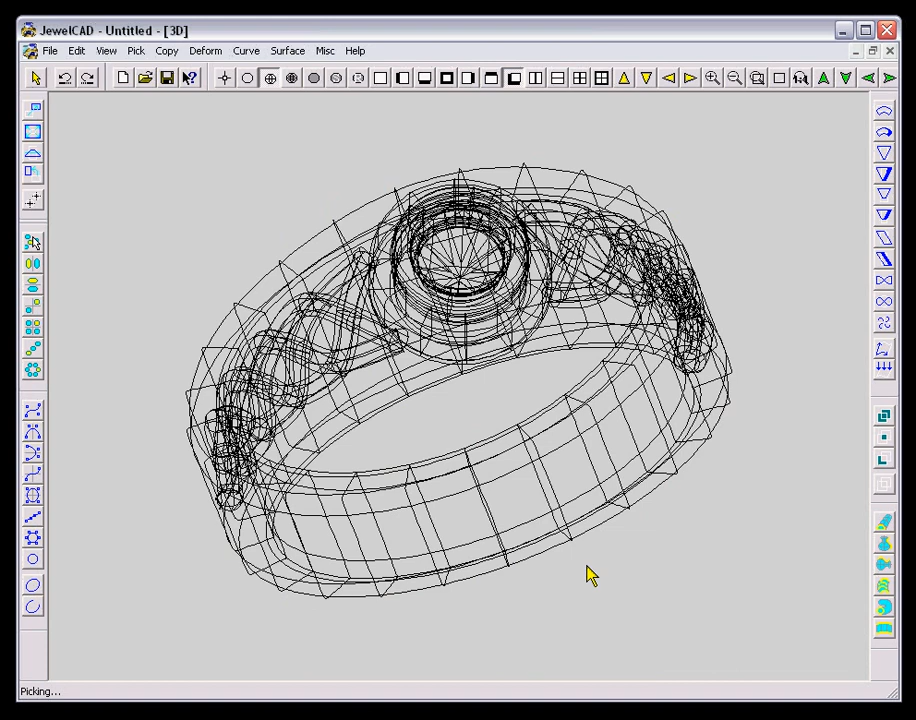 JewelCAD - Untitled - [3D]
File Edit View Pick Copy Deform Curve Surface Misc Help
Picking...